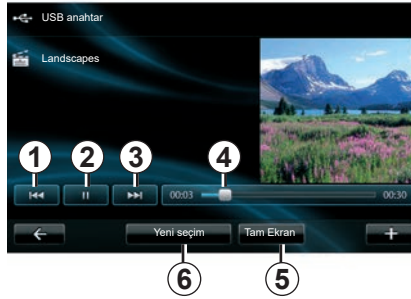 USB anahtar
Landscapes
1 2 3 4
00:03 00:30
Yeni seçim Tam Ekran
6 5